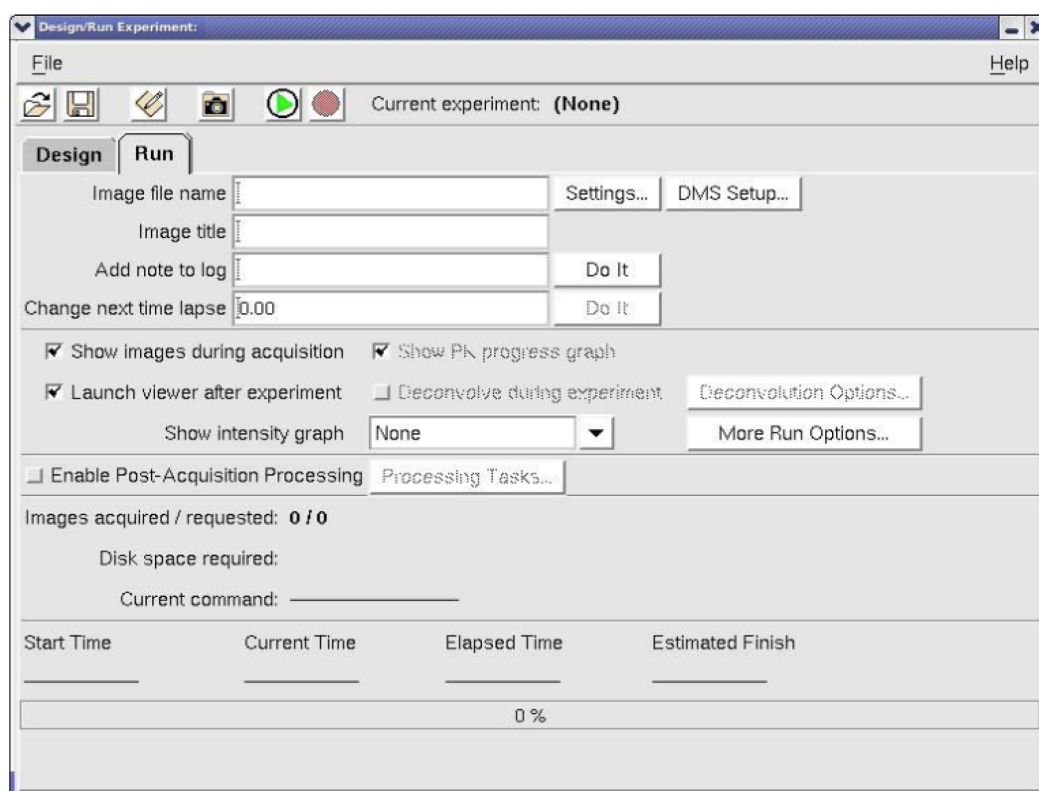 Design/Run Experiment:
File Help
Current experiment: (None)
Design Run
Image file name Settings... DMS Setup...
Image title
Add note to log Do It
Change next time lapse 0.00 Do It
Show images during acquisition Show PK progress graph
Launch viewer after experiment Deconvolve during experiment Deconvolution Options...
Show intensity graph None More Run Options...
Enable Post-Acquisition Processing Processing Tasks...
Images acquired / requested: 0 / 0
Disk space required:
Current command:
Start Time Current Time Elapsed Time Estimated Finish
0 %